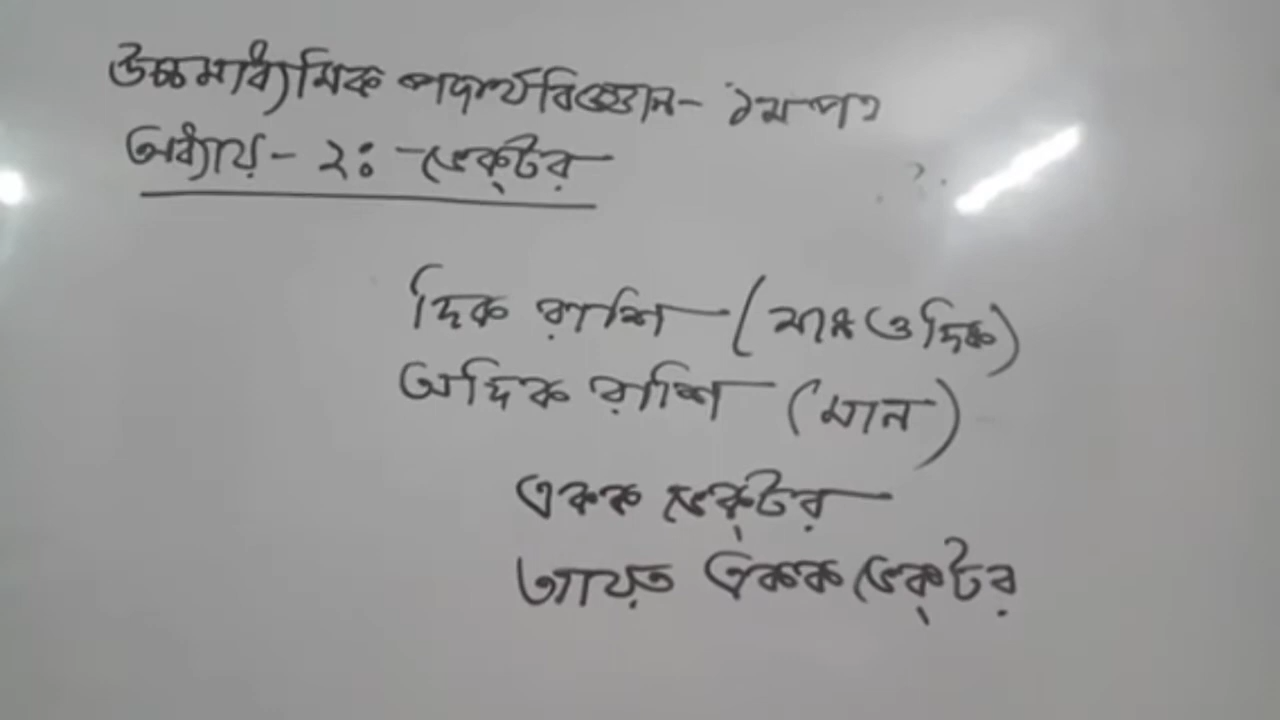 উচ্চমাধ্যমিক পদার্থবিজ্ঞান- ১ম পত্র
অধ্যায়- ২ঃ ভেক্টর
দিক রাশি (মান ও দিক)
অদিক রাশি (মান)
একক ভেক্টর
আয়ত একক ভেক্টর